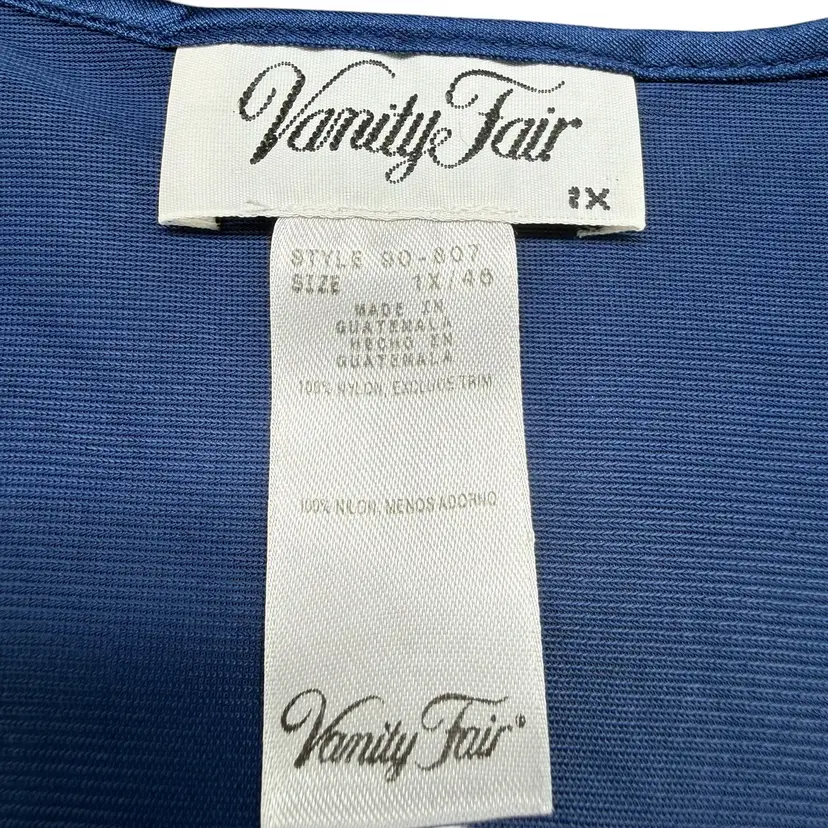 Vanity Fair
1X
STYLE 90-807
SIZE 1X/46
MADE IN
GUATEMALA
HECHO EN
GUATEMALA
100% NYLON, EXCLUDE TRIM
100% NILON, MENOS ADORNO
Vanity Fair®